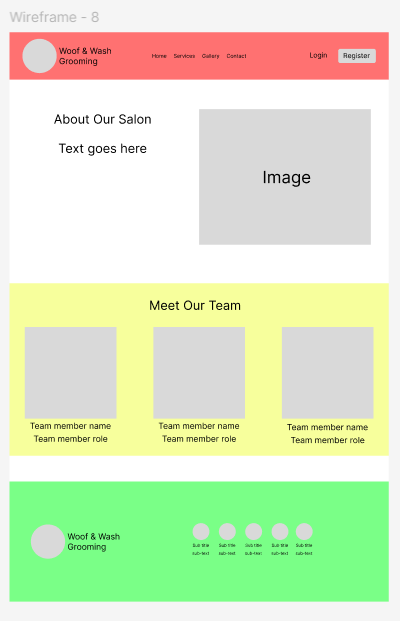 Wireframe - 8
Woof & Wash
Grooming
Home Services Gallery Contact
Login
Register
About Our Salon
Text goes here
Image
Meet Our Team
Team member name
Team member role
Team member name
Team member role
Team member name
Team member role
Woof & Wash
Grooming
Sub title
sub-text
Sub title
sub-text
Sub title
sub-text
Sub title
sub-text
Sub title
sub-text